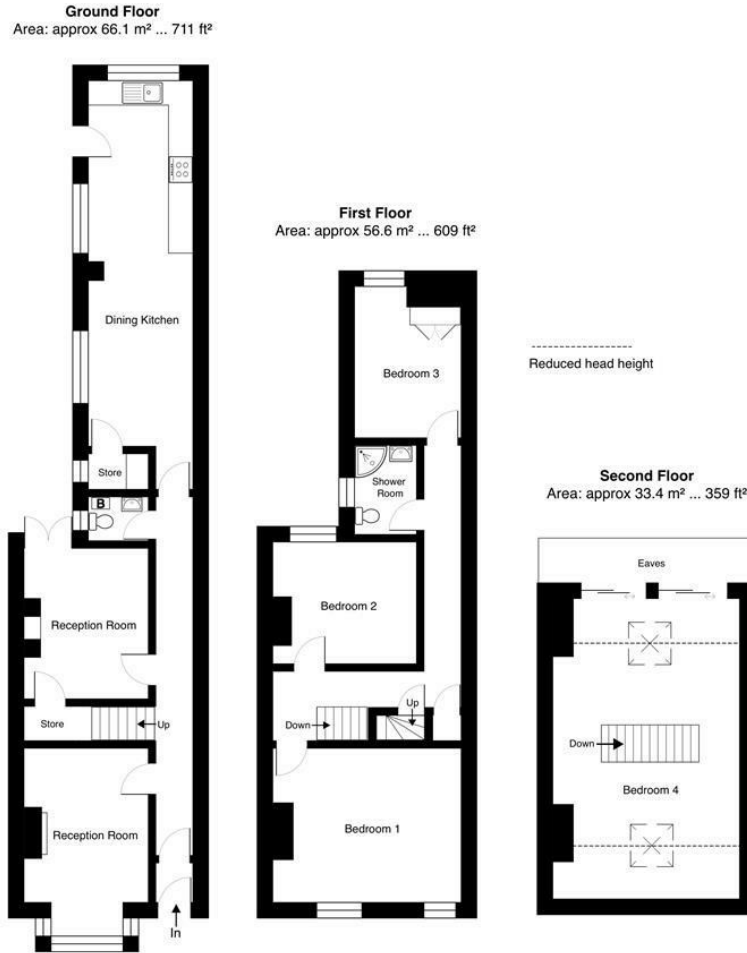 Ground Floor
Area: approx 66.1 m² ... 711 ft²
Dining Kitchen
Store
B
Reception Room
Store
Up
Reception Room
In
First Floor
Area: approx 56.6 m² ... 609 ft²
Bedroom 3
Shower
Room
Bedroom 2
Up
Down
Bedroom 1
Reduced head height
Second Floor
Area: approx 33.4 m² ... 359 ft²
Eaves
Down
Bedroom 4